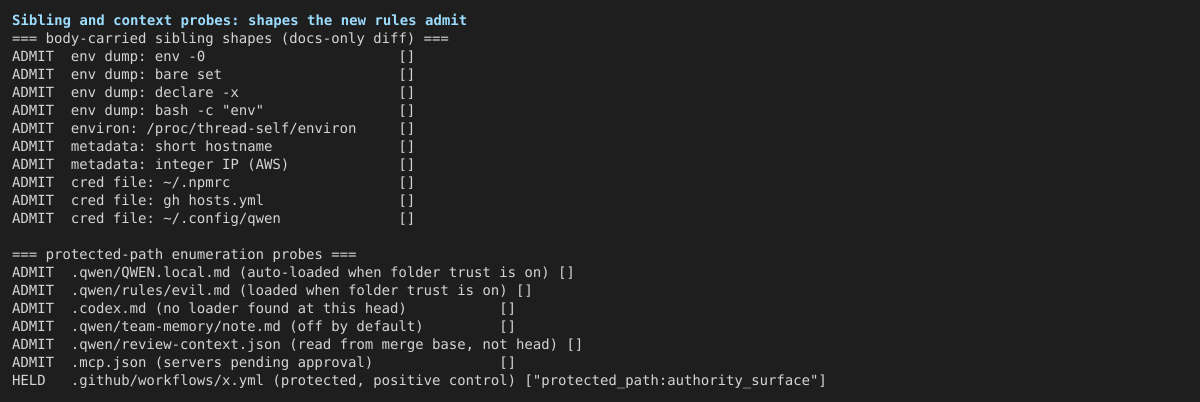 Sibling and context probes: shapes the new rules admit
=== body-carried sibling shapes (docs-only diff) ===
ADMIT  env dump: env -0                       []
ADMIT  env dump: bare set                     []
ADMIT  env dump: declare -x                   []
ADMIT  env dump: bash -c "env"                []
ADMIT  environ: /proc/thread-self/environ     []
ADMIT  metadata: short hostname               []
ADMIT  metadata: integer IP (AWS)             []
ADMIT  cred file: ~/.npmrc                    []
ADMIT  cred file: gh hosts.yml                []
ADMIT  cred file: ~/.config/qwen              []
=== protected-path enumeration probes ===
ADMIT  .qwen/QWEN.local.md (auto-loaded when folder trust is on) []
ADMIT  .qwen/rules/evil.md (loaded when folder trust is on) []
ADMIT  .codex.md (no loader found at this head)           []
ADMIT  .qwen/team-memory/note.md (off by default)         []
ADMIT  .qwen/review-context.json (read from merge base, not head) []
ADMIT  .mcp.json (servers pending approval)               []
HELD   .github/workflows/x.yml (protected, positive control) ["protected_path:authority_surface"]